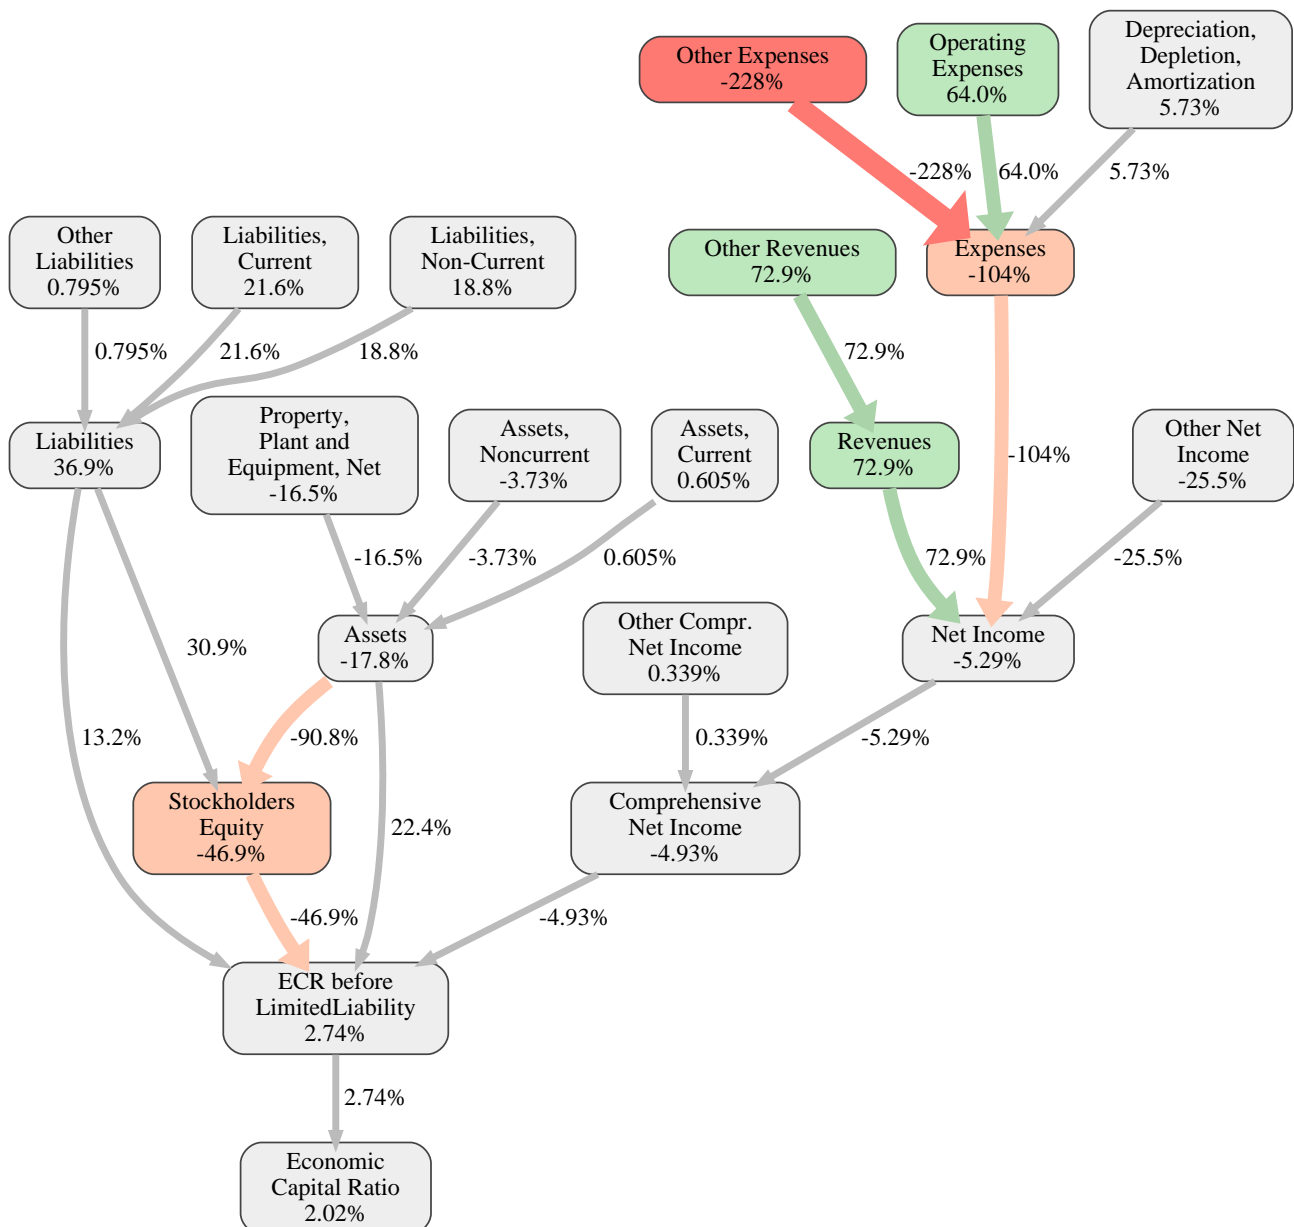 Other Expenses
-228%
Operating
Expenses
64.0%
Depreciation,
Depletion,
Amortization
5.73%
-228%
64.0%
5.73%
Other
Liabilities
0.795%
Liabilities,
Current
21.6%
Liabilities,
Non-Current
18.8%
Other Revenues
72.9%
Expenses
-104%
0.795%
21.6%
18.8%
72.9%
Liabilities
36.9%
Property,
Plant and
Equipment, Net
-16.5%
Assets,
Noncurrent
-3.73%
Assets,
Current
0.605%
Revenues
72.9%
-104%
Other Net
Income
-25.5%
-16.5%
-3.73%
0.605%
72.9%
-25.5%
30.9%
Assets
-17.8%
Other Compr.
Net Income
0.339%
Net Income
-5.29%
13.2%
-90.8%
0.339%
-5.29%
Stockholders
Equity
-46.9%
22.4%
Comprehensive
Net Income
-4.93%
-46.9%
-4.93%
ECR before
LimitedLiability
2.74%
2.74%
Economic
Capital Ratio
2.02%